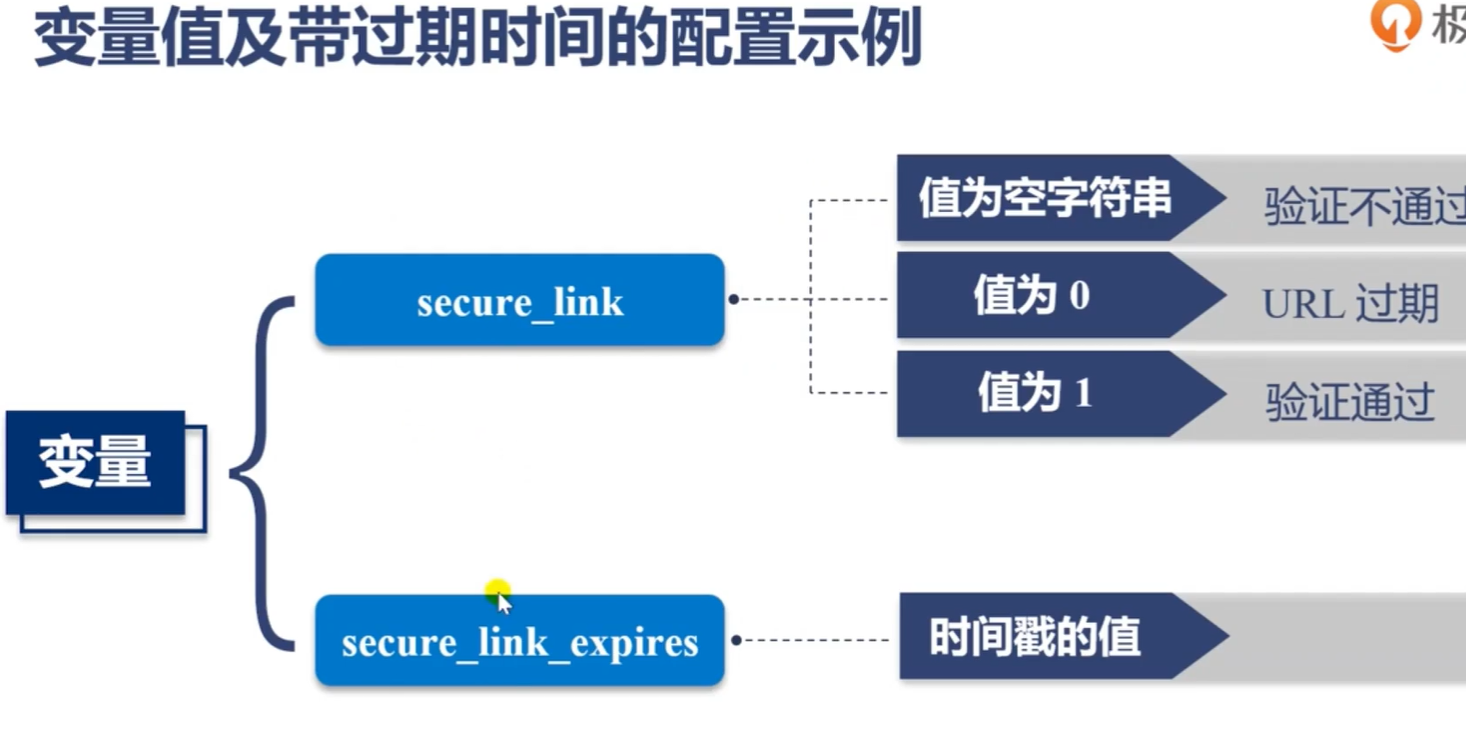 变量值及带过期时间的配置示例
极
值为空字符串
验证不通过
secure_link
值为 0
URL 过期
值为 1
验证通过
变量
secure_link_expires
时间戳的值